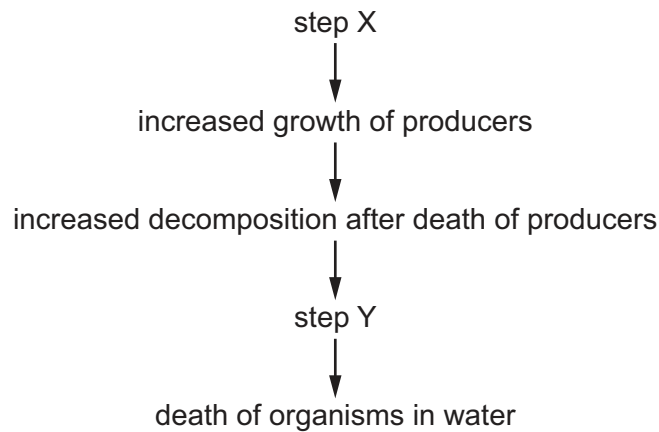 step X
increased growth of producers
increased decomposition after death of producers
step Y
death of organisms in water